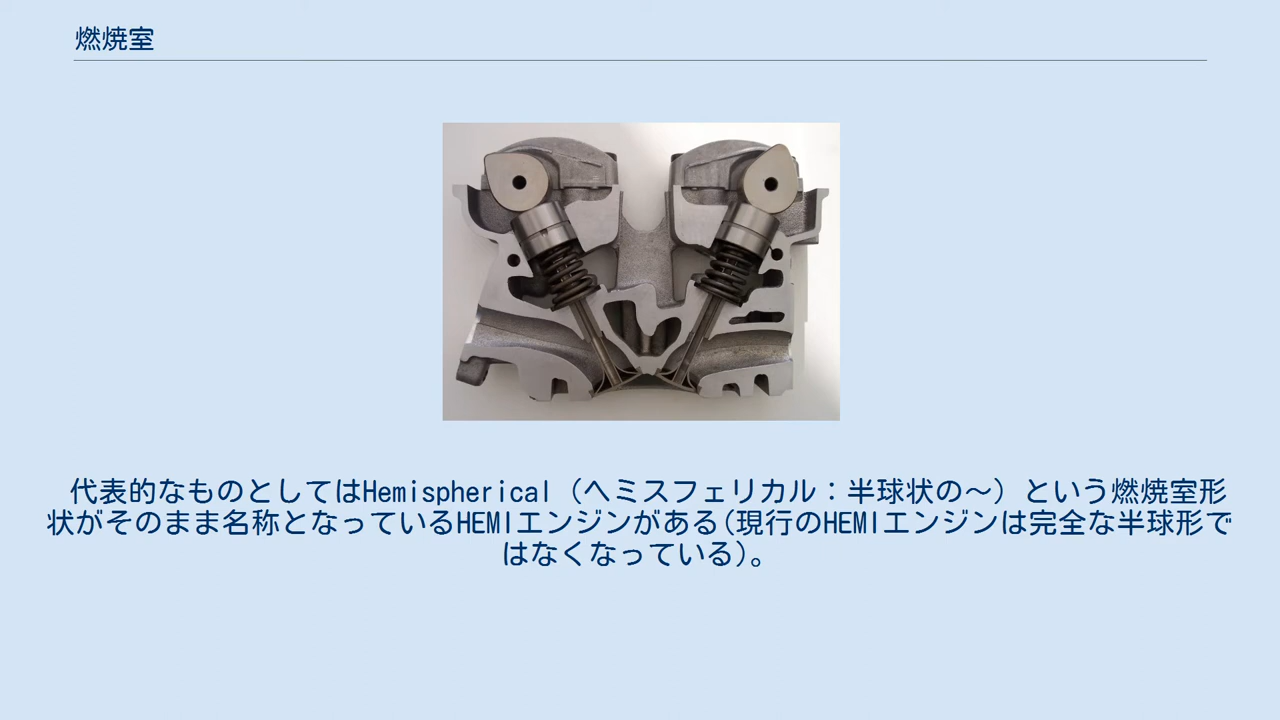 燃焼室
代表的なものとしてはHemispherical（ヘミスフェリカル：半球状の～）という燃焼室形
状がそのまま名称となっているHEMIエンジンがある(現行のHEMIエンジンは完全な半球形で
はなくなっている)。